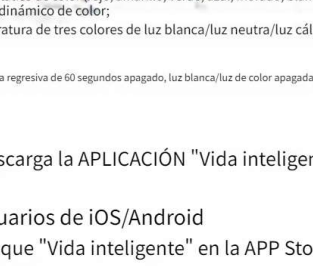 dinámico de color;
atura de tres colores de luz blanca/luz neutra/luz cál
a regresiva de 60 segundos apagado, luz blanca/luz de color apagada
scarga la APLICACIÓN "Vida inteliger
uarios de iOS/Android
que "Vida inteligente" en la APP Sto